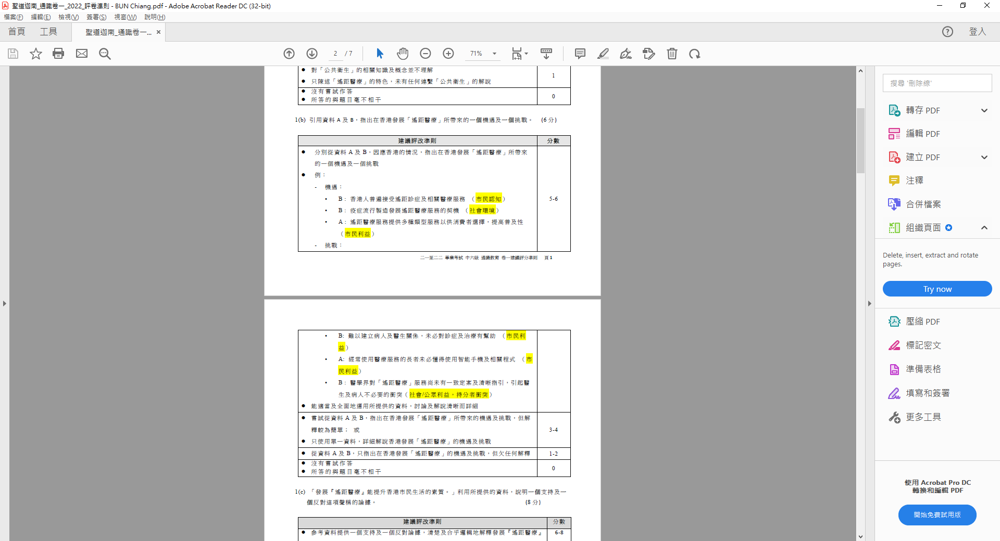 聖道迦南_通識卷一_2022_評卷準則 - BUN Chiang.pdf - Adobe Acrobat Reader DC (32-bit)
檔案(F) 編輯(E) 檢視(V) 簽署(S) 視窗(W) 說明(H)
首頁 工具 聖道迦南_通識卷一... × 登入
2 / 7 71%
● 對「公共衛生」的相關知識及概念並不理解
● 只陳述「遙距醫療」的特色，未有任何連繫「公共衛生」的解說
1
● 沒有嘗試作答
● 所答的與題目毫不相干
0
1(b) 引用資料 A 及 B，指出在香港發展「遙距醫療」所帶來的一個機遇及一個挑戰。 (6 分)
建議評改準則 分數
● 分別從資料 A 及 B，因應香港的情況，指出在香港發展「遙距醫療」所帶來
的一個機遇及一個挑戰
● 例：
- 機遇：
• B： 香港人普遍接受遙距診症及相關醫療服務 （市民認知）
5-6
• B： 疫症流行製造發展遙距醫療服務的契機 （社會環境）
• A： 遙距醫療服務提供多種類型服務以供消費者選擇，提高普及性
（市民利益）
- 挑戰：
二一至二二 畢業考試 中六級 通識教育 卷一建議評分準則 頁 1
• B: 難以建立病人及醫生關係，未必對診症及治療有幫助 （市民利
益）
• A: 經常使用醫療服務的長者未必懂得使用智能手機及相關程式 （市
民利益）
• B： 醫學界對「遙距醫療」服務尚未有一致定案及清晰指引，引起醫
生及病人不必要的衝突（社會/公眾利益，持分者衝突）
● 能適當及全面地運用所提供的資料，討論及解說清晰而詳細
● 嘗試從資料 A 及 B，指出在香港發展「遙距醫療」所帶來的機遇及挑戰，但解
釋較為簡單； 或
3-4
● 只使用單一資料，詳細解說香港發展「遙距醫療」的機遇及挑戰
● 從資料 A 及 B，只指出在香港發展「遙距醫療」的機遇及挑戰，但欠任何解釋 1-2
● 沒有嘗試作答
● 所答的與題目毫不相干
0
1(c) 「發展『遙距醫療』能提升香港市民生活的素質。」利用所提供的資料，說明一個支持及一
個反對這項聲稱的論據。 (8 分)
建議評改準則 分數
● 參考資料提供一個支持及一個反對論據，清楚及合乎邏輯地解釋發展『遙距醫療』 6-8
搜尋 '刪除線'
轉存 PDF
編輯 PDF
建立 PDF
注釋
合併檔案
組織頁面
Delete, insert, extract and rotate
pages.
Try now
壓縮 PDF
標記密文
準備表格
填寫和簽署
更多工具
使用 Acrobat Pro DC
轉換和編輯 PDF
開始免費試用版